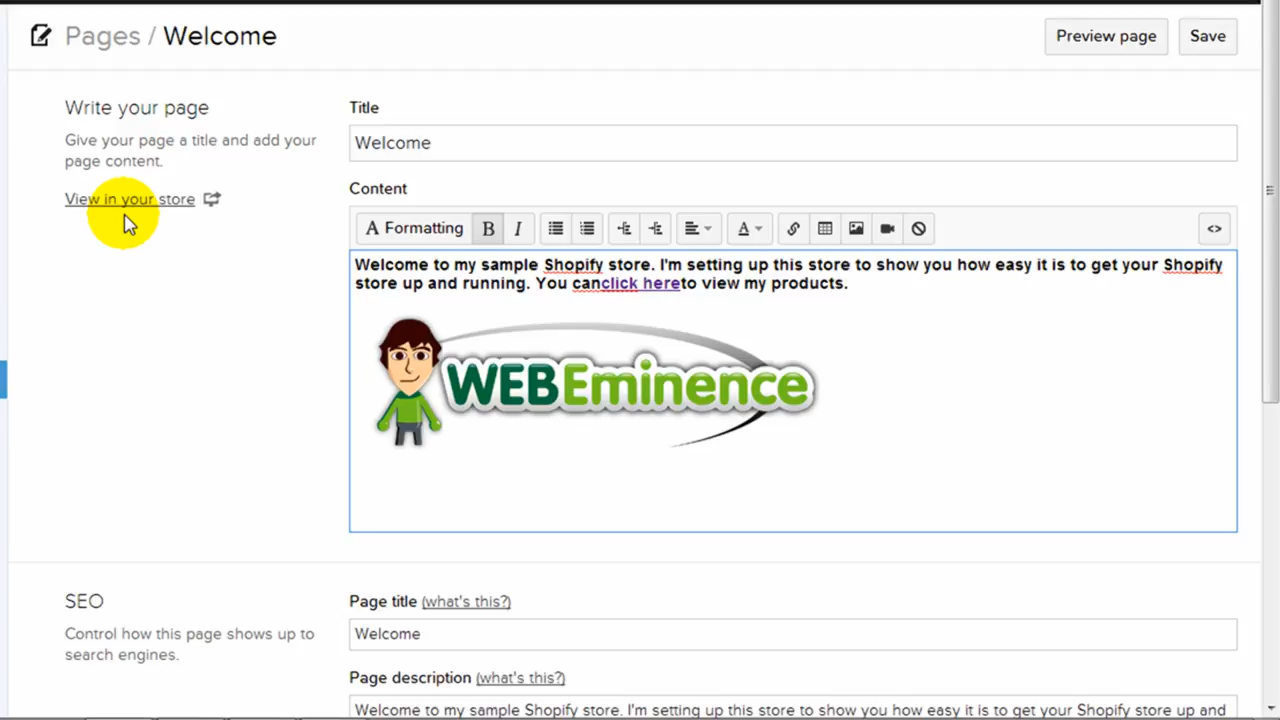 Pages / Welcome
Preview page
Save
Write your page
Give your page a title and add your
page content.
View in your store
Title
Welcome
Content
A Formatting
B
I
A
<>
Welcome to my sample Shopify store. I'm setting up this store to show you how easy it is to get your Shopify
store up and running. You canclick hereto view my products.
WEBEminence
SEO
Control how this page shows up to
search engines.
Page title (what's this?)
Welcome
Page description (what's this?)
Welcome to my sample Shopify store. I'm setting up this store to show you how easy it is to get your Shopify store up and